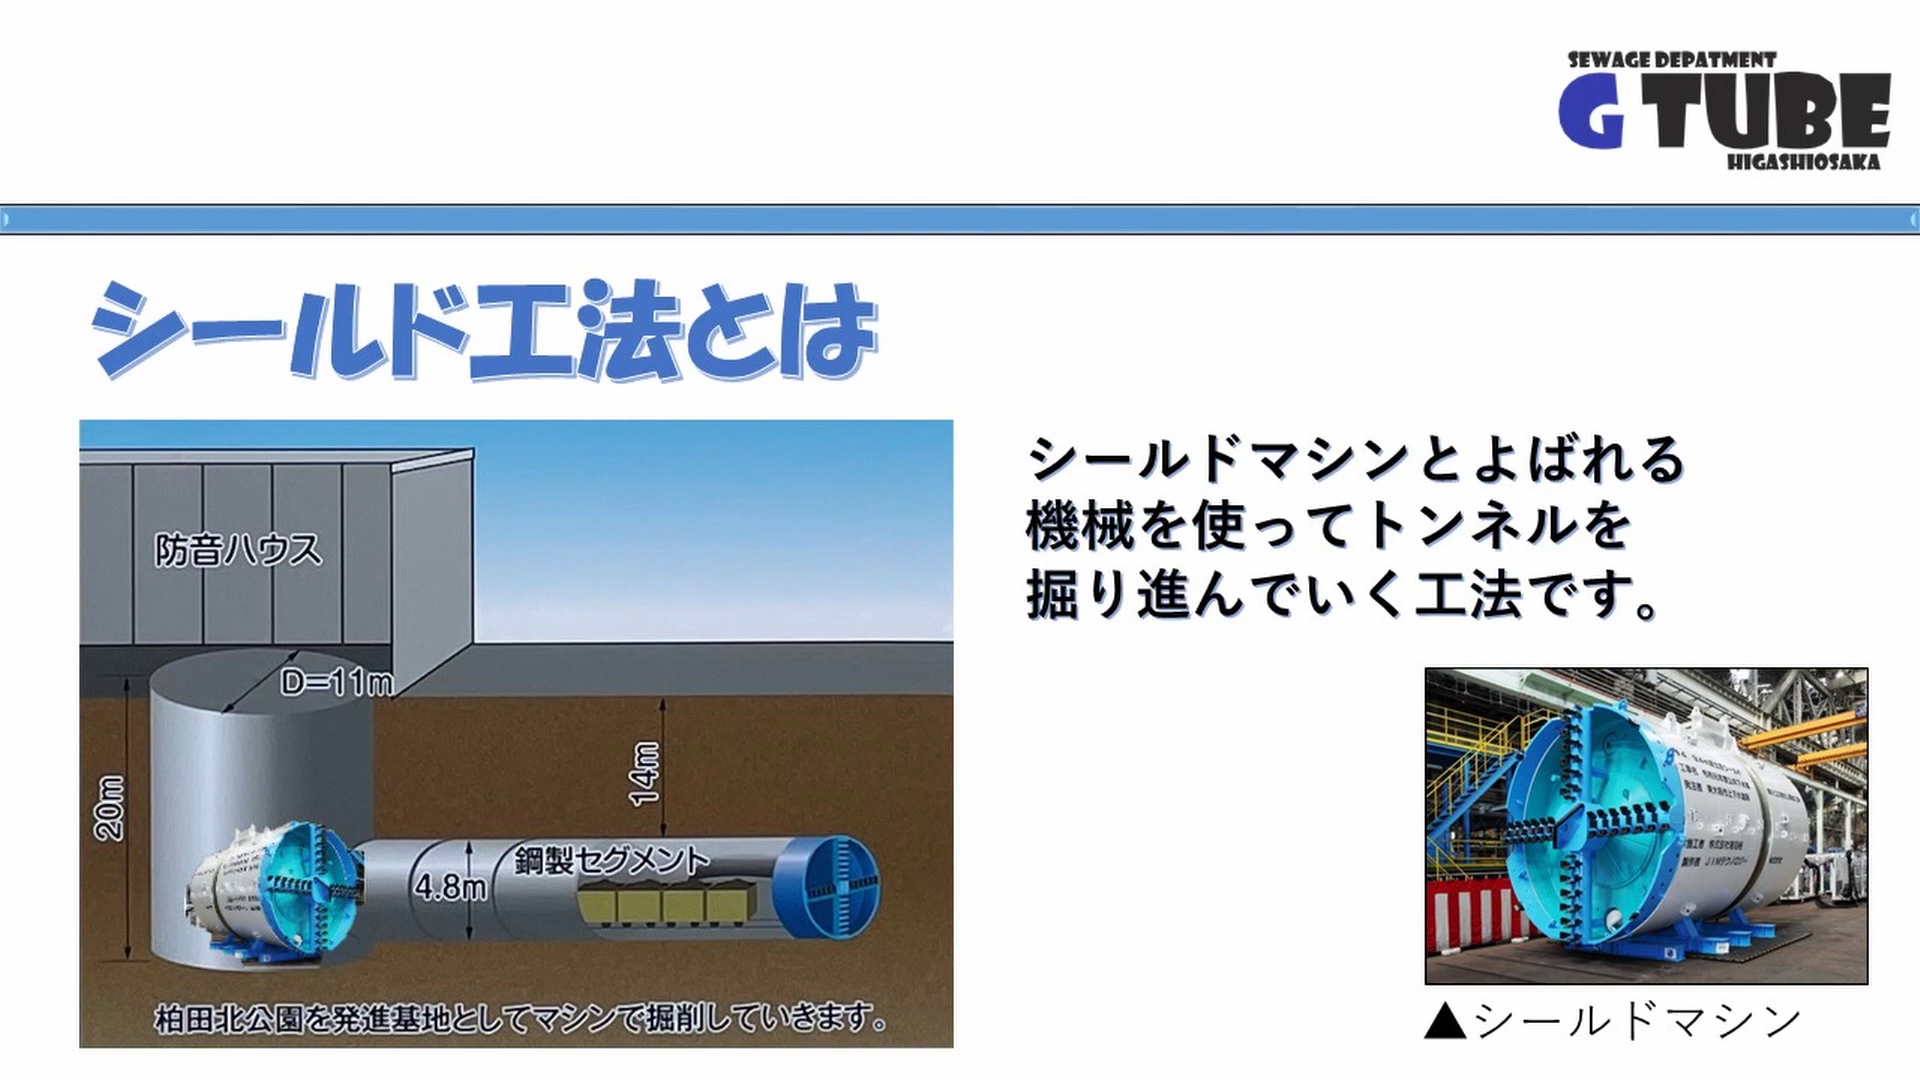 SEWAGE DEPATMENT
G TUBE
HIGASHIOSAKA
シールド工法とは
防音ハウス
D=11m
20m
14m
4.8m
鋼製セグメント
柏田北公園を発進基地としてマシンで掘削していきます。
シールドマシンとよばれる
機械を使ってトンネルを
掘り進んでいく工法です。
▲シールドマシン